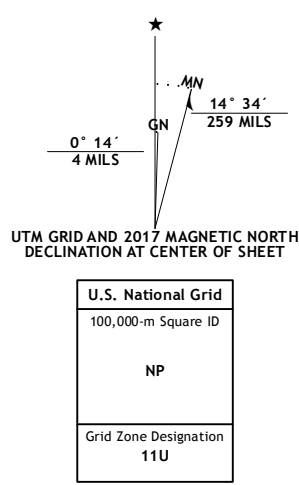 MN
GN
14° 34´
259 MILS
0° 14´
4 MILS
UTM GRID AND 2017 MAGNETIC NORTH
DECLINATION AT CENTER OF SHEET
U.S. National Grid
100,000-m Square ID
NP
Grid Zone Designation
11U